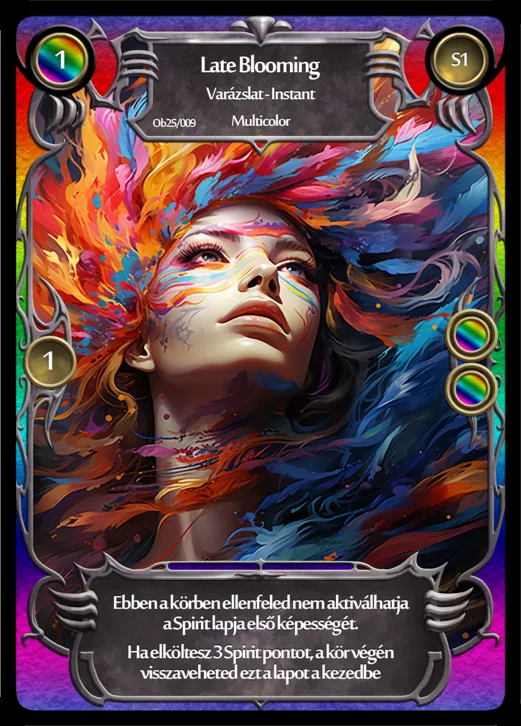 1
S1
Late Blooming
Varázslat - Instant
Ob25/009 Multicolor
1
Ebben a körben ellenfeled nem aktiválhatja
a Spirit lapja első képességét.
Ha elköltesz 3 Spirit pontot, a kör végén
visszaveheted ezt a lapot a kezedbe